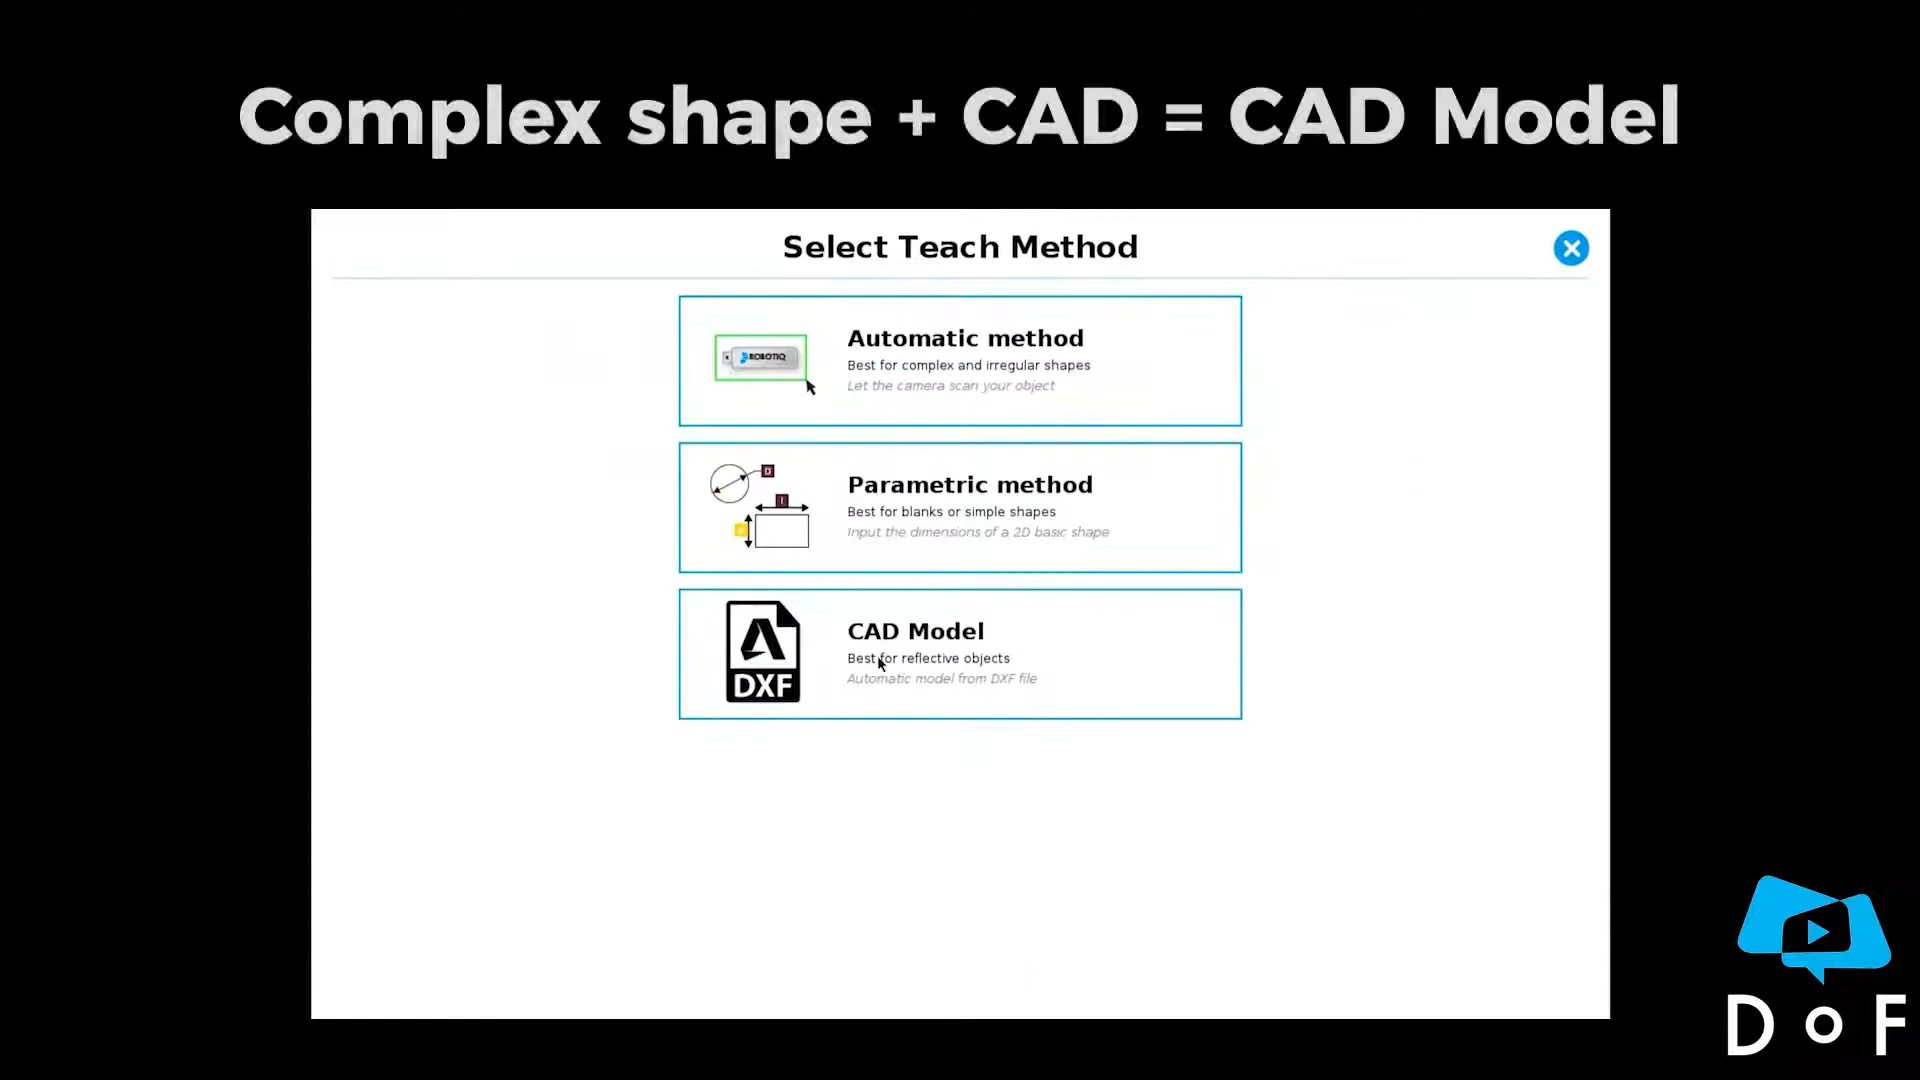 Complex shape + CAD = CAD Model
Select Teach Method
Automatic method
Best for complex and irregular shapes
Let the camera scan your object
ROBOTIQ
D
Parametric method
Best for blanks or simple shapes
Input the dimensions of a 2D basic shape
CAD Model
Best for reflective objects
Automatic model from DXF file
DXF
DoF